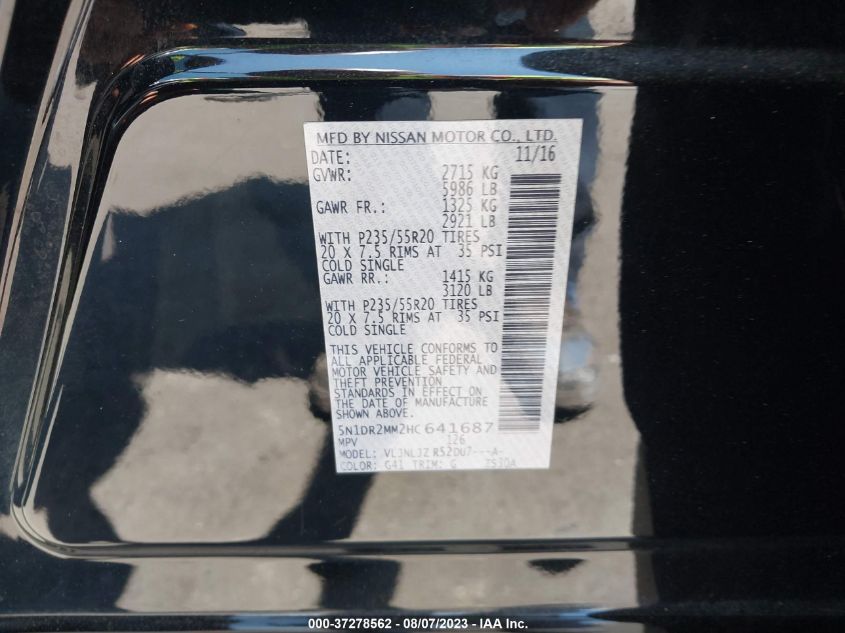 MFD BY NISSAN MOTOR CO., LTD.
DATE: 11/16
GVWR: 2715 KG
5986 LB
GAWR FR.: 1325 KG
2921 LB
WITH P235/55R20 TIRES
20 X 7.5 RIMS AT 35 PSI
COLD SINGLE
GAWR RR.: 1415 KG
3120 LB
WITH P235/55R20 TIRES
20 X 7.5 RIMS AT 35 PSI
COLD SINGLE
THIS VEHICLE CONFORMS TO
ALL APPLICABLE FEDERAL
MOTOR VEHICLE SAFETY AND
THEFT PREVENTION
STANDARDS IN EFFECT ON
THE DATE OF MANUFACTURE
SHOWN ABOVE.
5N1DR2MM2HC641687
MPV 126
MODEL:
COLOR: G41 TRIM: G
000-37278562 - 08/07/2023 - © IAA Inc.